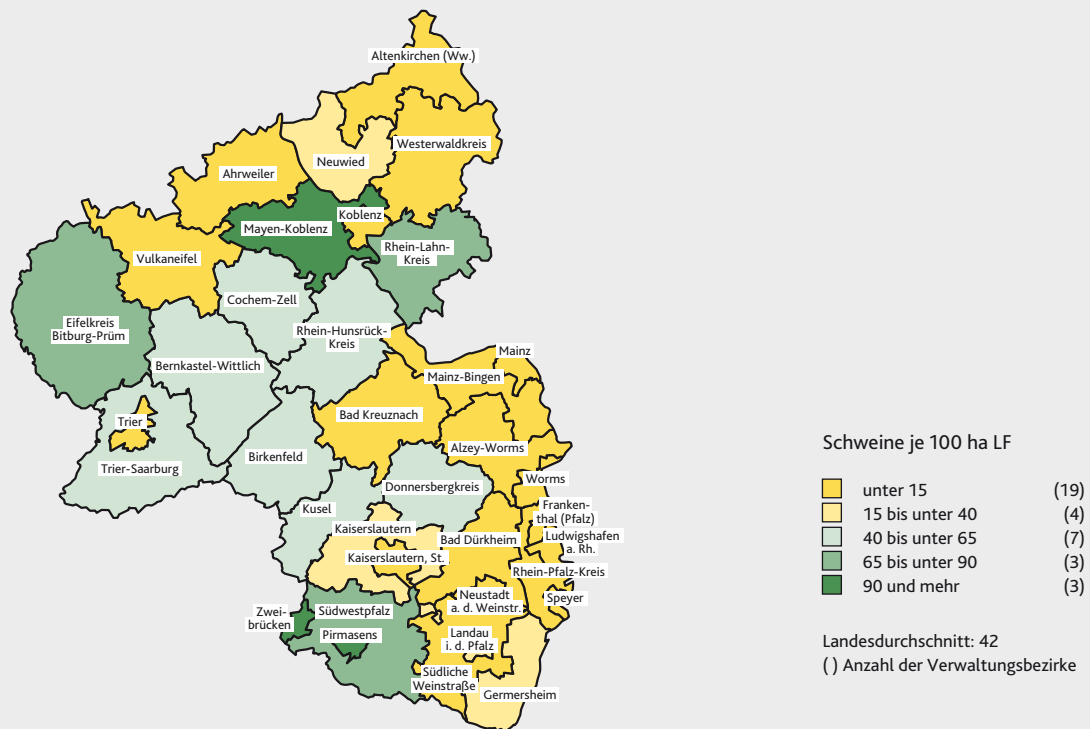 Altenkirchen (Ww.)
Westerwaldkreis
Neuwied
Ahrweiler
Koblenz
Mayen-Koblenz
Rhein-Lahn-
Kreis
Vulkaneifel
Cochem-Zell
Eifelkreis
Bitburg-Prüm
Rhein-Hunsrück-
Kreis
Mainz
Bernkastel-Wittlich
Mainz-Bingen
Bad Kreuznach
Trier
Alzey-Worms
Birkenfeld
Trier-Saarburg
Donnersbergkreis
Worms
Kusel
Franken-
thal (Pfalz)
Kaiserslautern
Bad Dürkheim
Ludwigshafen
a. Rh.
Kaiserslautern, St.
Rhein-Pfalz-Kreis
Neustadt
a. d. Weinstr.
Speyer
Zwei-
brücken
Südwestpfalz
Pirmasens
Landau
i. d. Pfalz
Südliche
Weinstraße
Germersheim
Schweine je 100 ha LF
unter 15 (19)
15 bis unter 40 (4)
40 bis unter 65 (7)
65 bis unter 90 (3)
90 und mehr (3)
Landesdurchschnitt: 42
( ) Anzahl der Verwaltungsbezirke